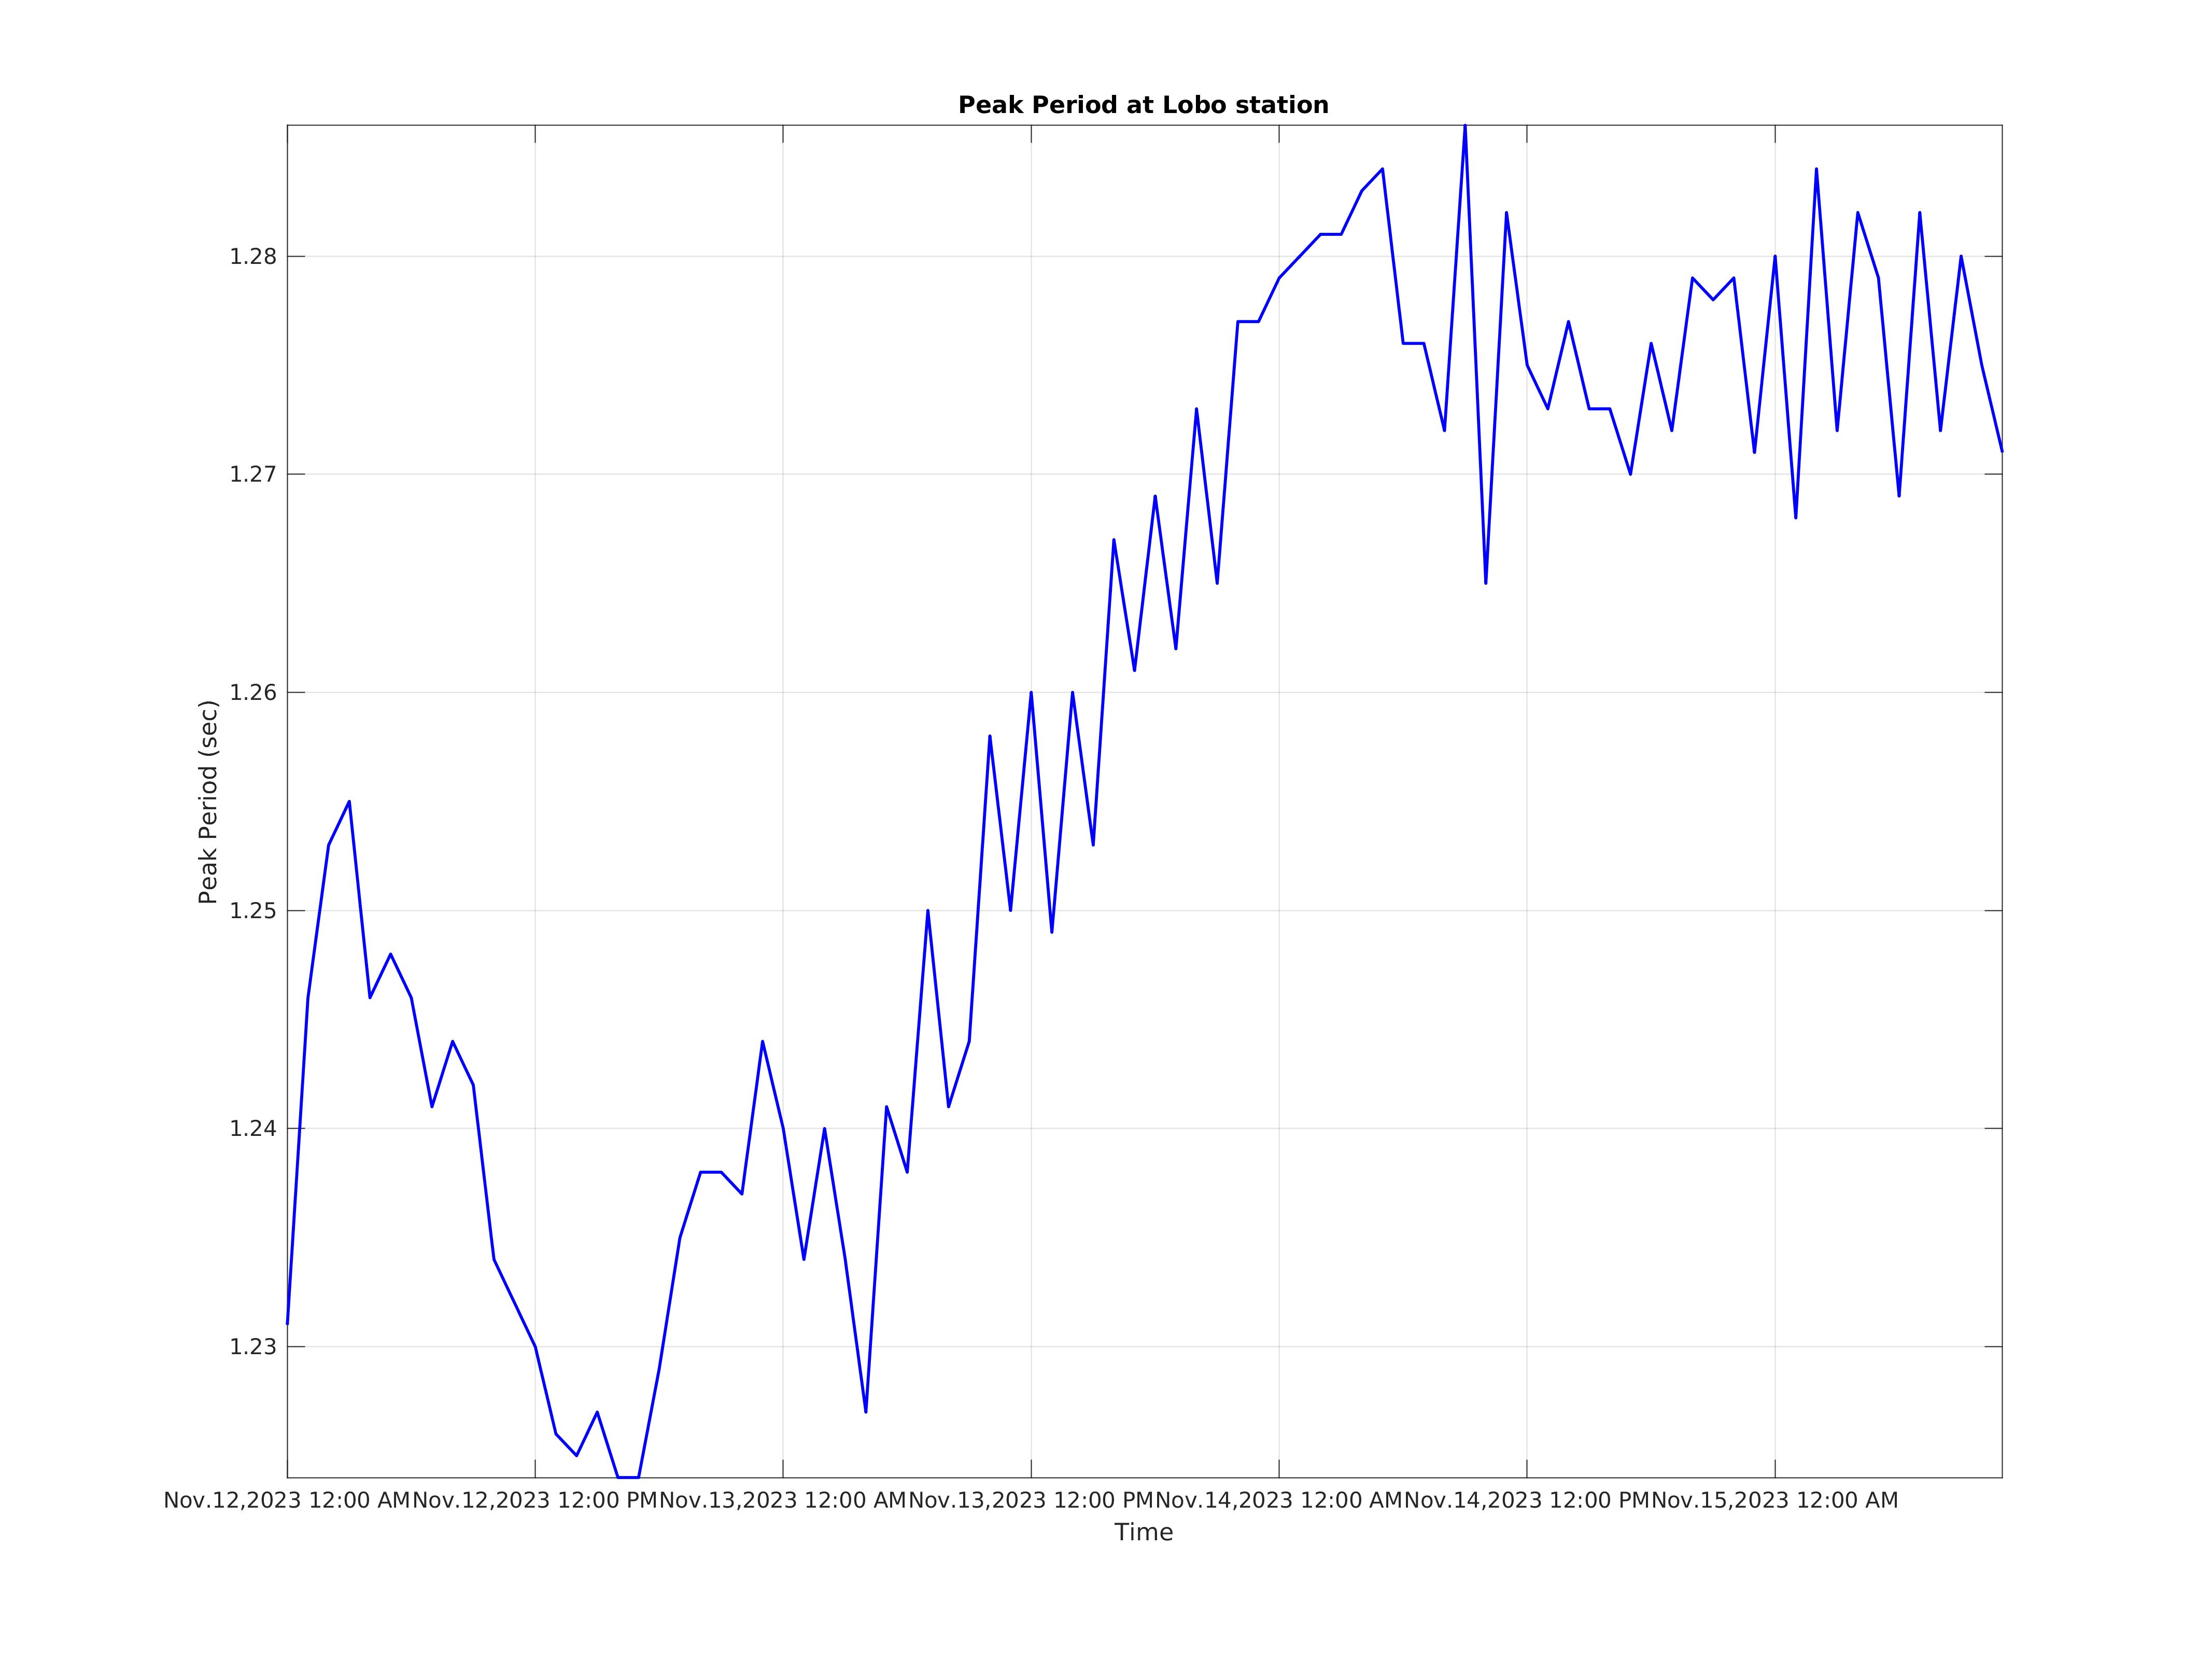 Peak Period at Lobo station
1.28
1.27
1.26
1.25
1.24
1.23
Peak Period (sec)
Nov.12,2023 12:00 AM Nov.12,2023 12:00 PM Nov.13,2023 12:00 AM Nov.13,2023 12:00 PM Nov.14,2023 12:00 AM Nov.14,2023 12:00 PM Nov.15,2023 12:00 AM
Time